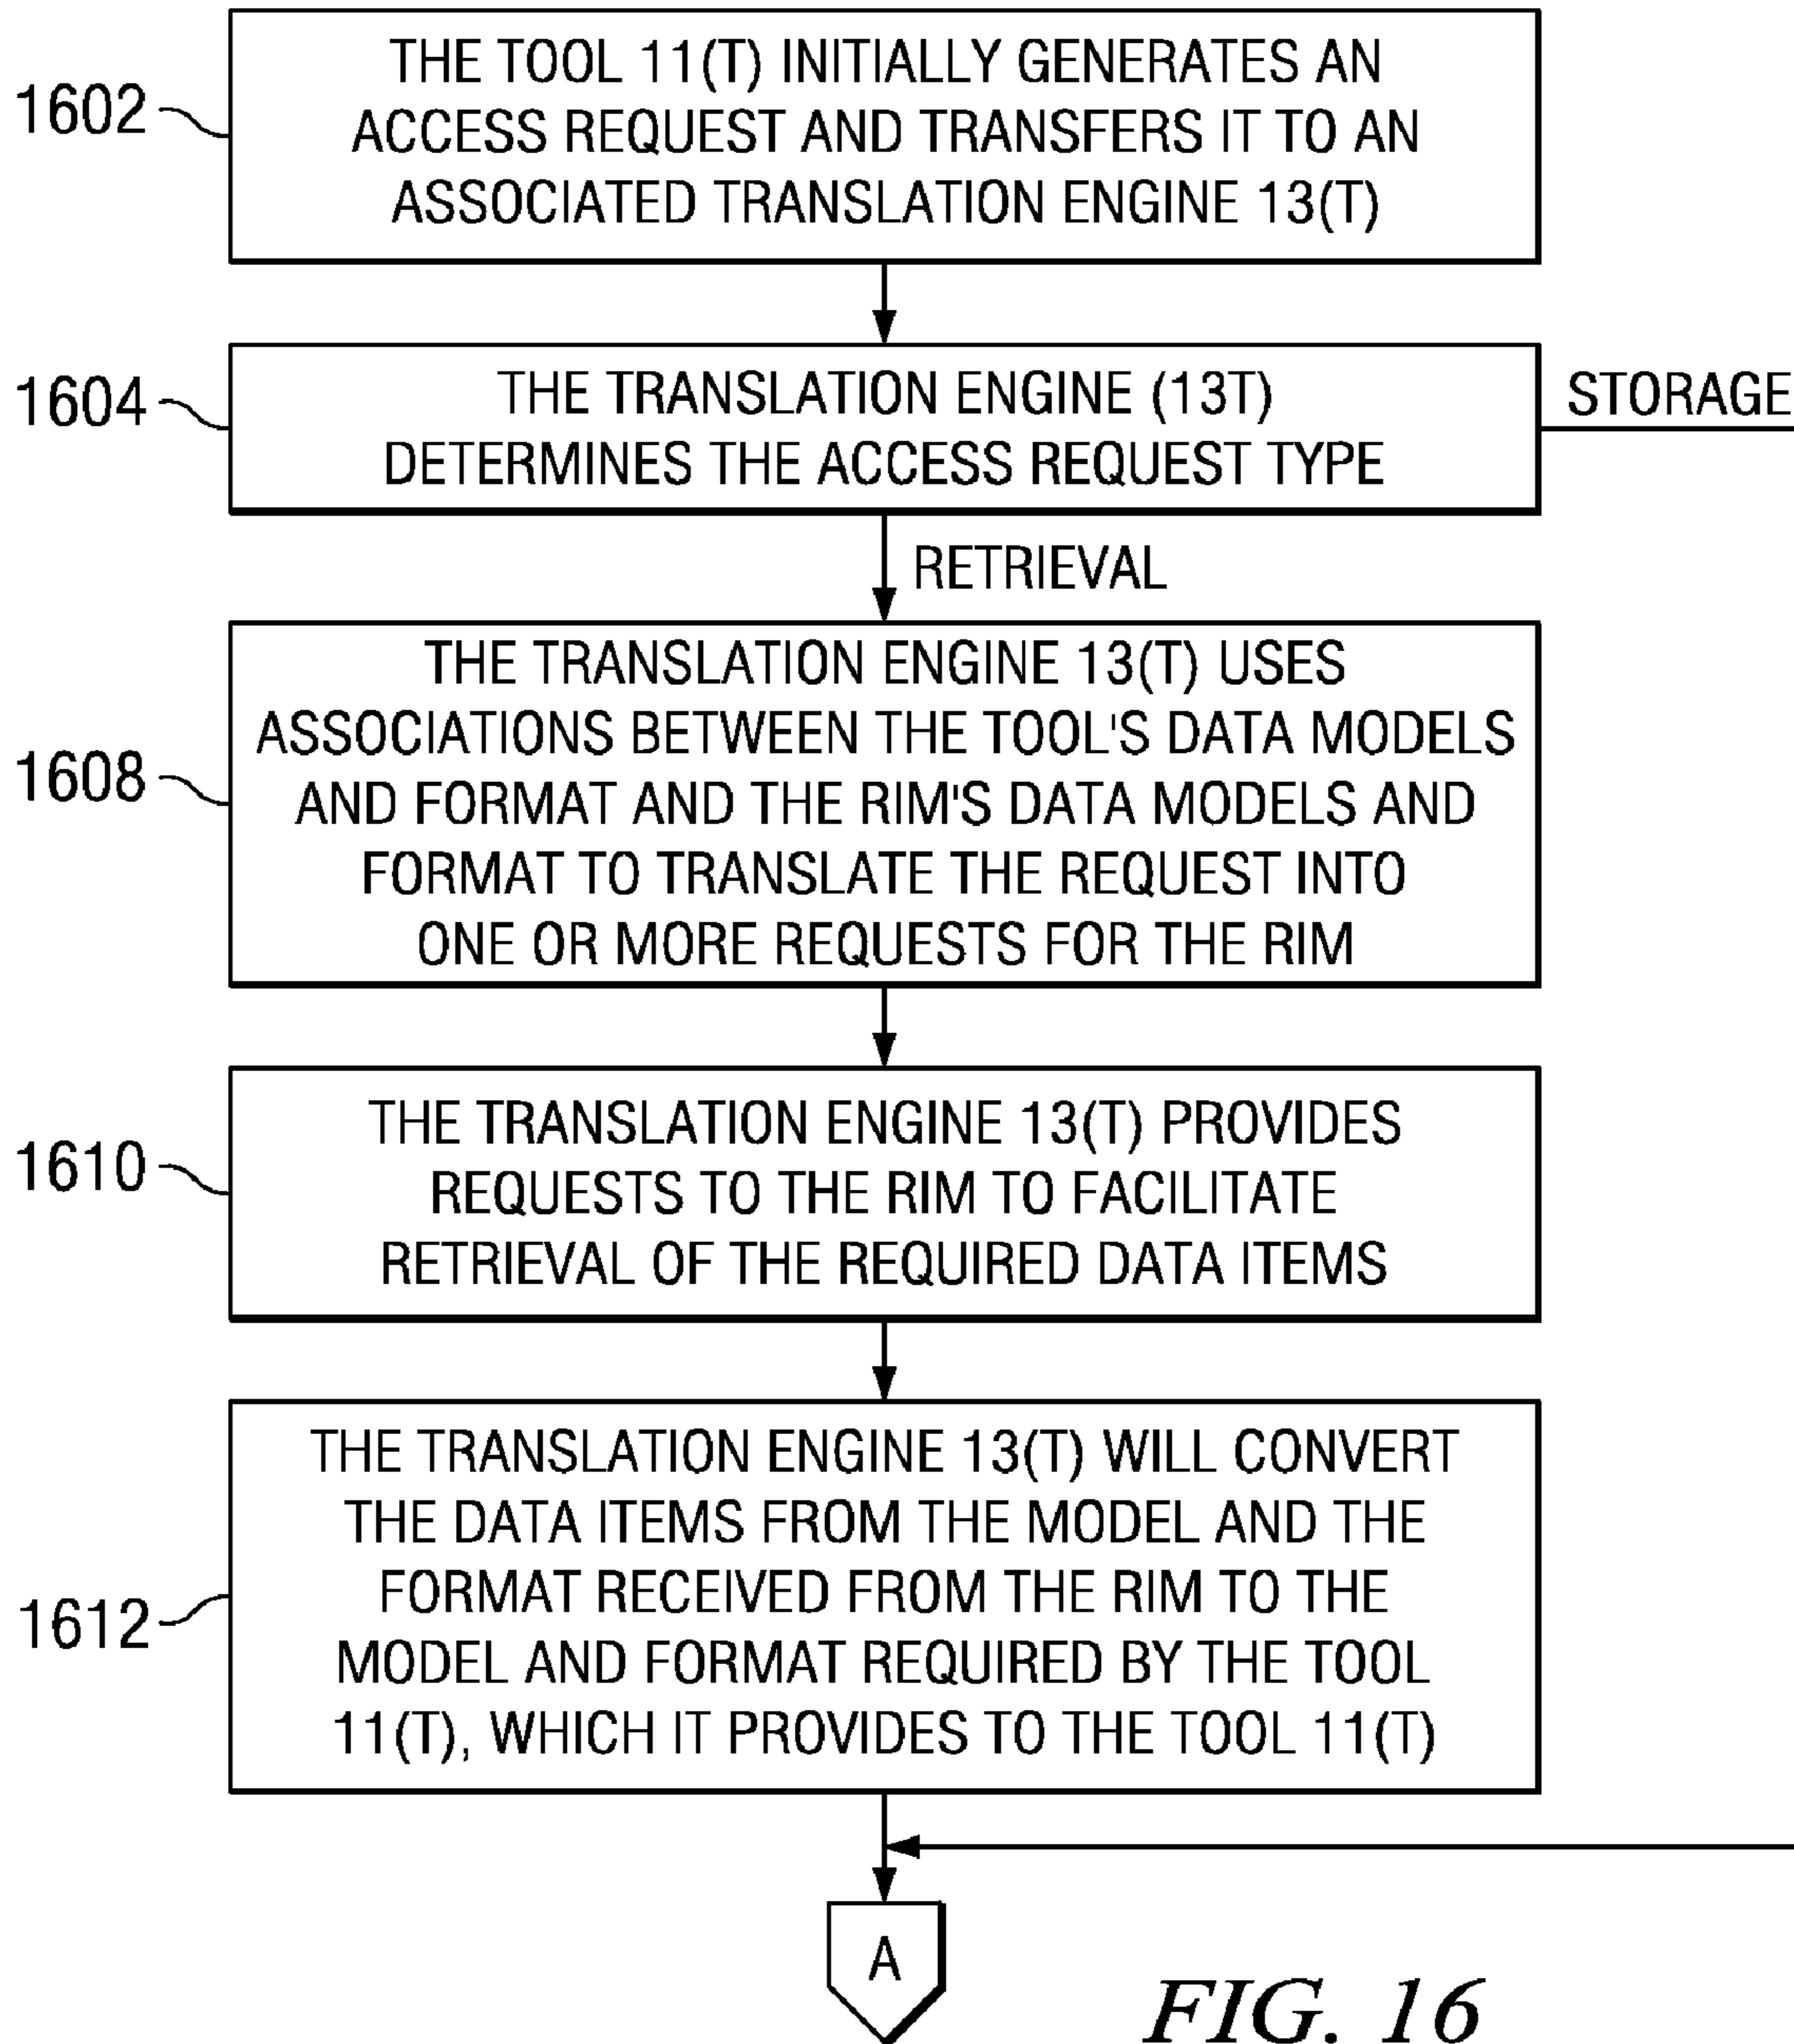 1602
THE TOOL 11(T) INITIALLY GENERATES AN
ACCESS REQUEST AND TRANSFERS IT TO AN
ASSOCIATED TRANSLATION ENGINE 13(T)
1604
THE TRANSLATION ENGINE (13T)
DETERMINES THE ACCESS REQUEST TYPE
STORAGE
RETRIEVAL
1608
THE TRANSLATION ENGINE 13(T) USES
ASSOCIATIONS BETWEEN THE TOOL'S DATA MODELS
AND FORMAT AND THE RIM'S DATA MODELS AND
FORMAT TO TRANSLATE THE REQUEST INTO
ONE OR MORE REQUESTS FOR THE RIM
1610
THE TRANSLATION ENGINE 13(T) PROVIDES
REQUESTS TO THE RIM TO FACILITATE
RETRIEVAL OF THE REQUIRED DATA ITEMS
1612
THE TRANSLATION ENGINE 13(T) WILL CONVERT
THE DATA ITEMS FROM THE MODEL AND THE
FORMAT RECEIVED FROM THE RIM TO THE
MODEL AND FORMAT REQUIRED BY THE TOOL
11(T), WHICH IT PROVIDES TO THE TOOL 11(T)
A
FIG. 16